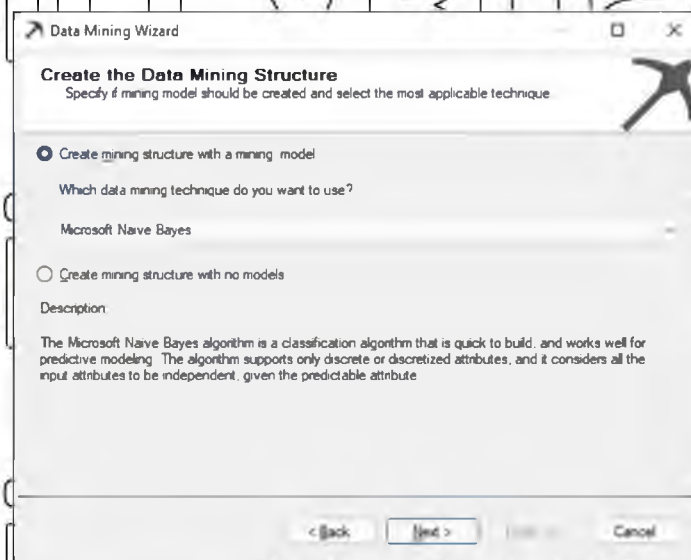 Data Mining Wizard
Create the Data Mining Structure
Specify if mining model should be created and select the most applicable technique
Create mining structure with a mining model
Which data mining technique do you want to use?
Microsoft Naive Bayes
Create mining structure with no models
Description:
The Microsoft Naive Bayes algorithm is a classification algorithm that is quick to build, and works well for
predictive modeling. The algorithm supports only discrete or discretized attributes, and it considers all the
input attributes to be independent, given the predictable attribute
< Back
Next >
Cancel